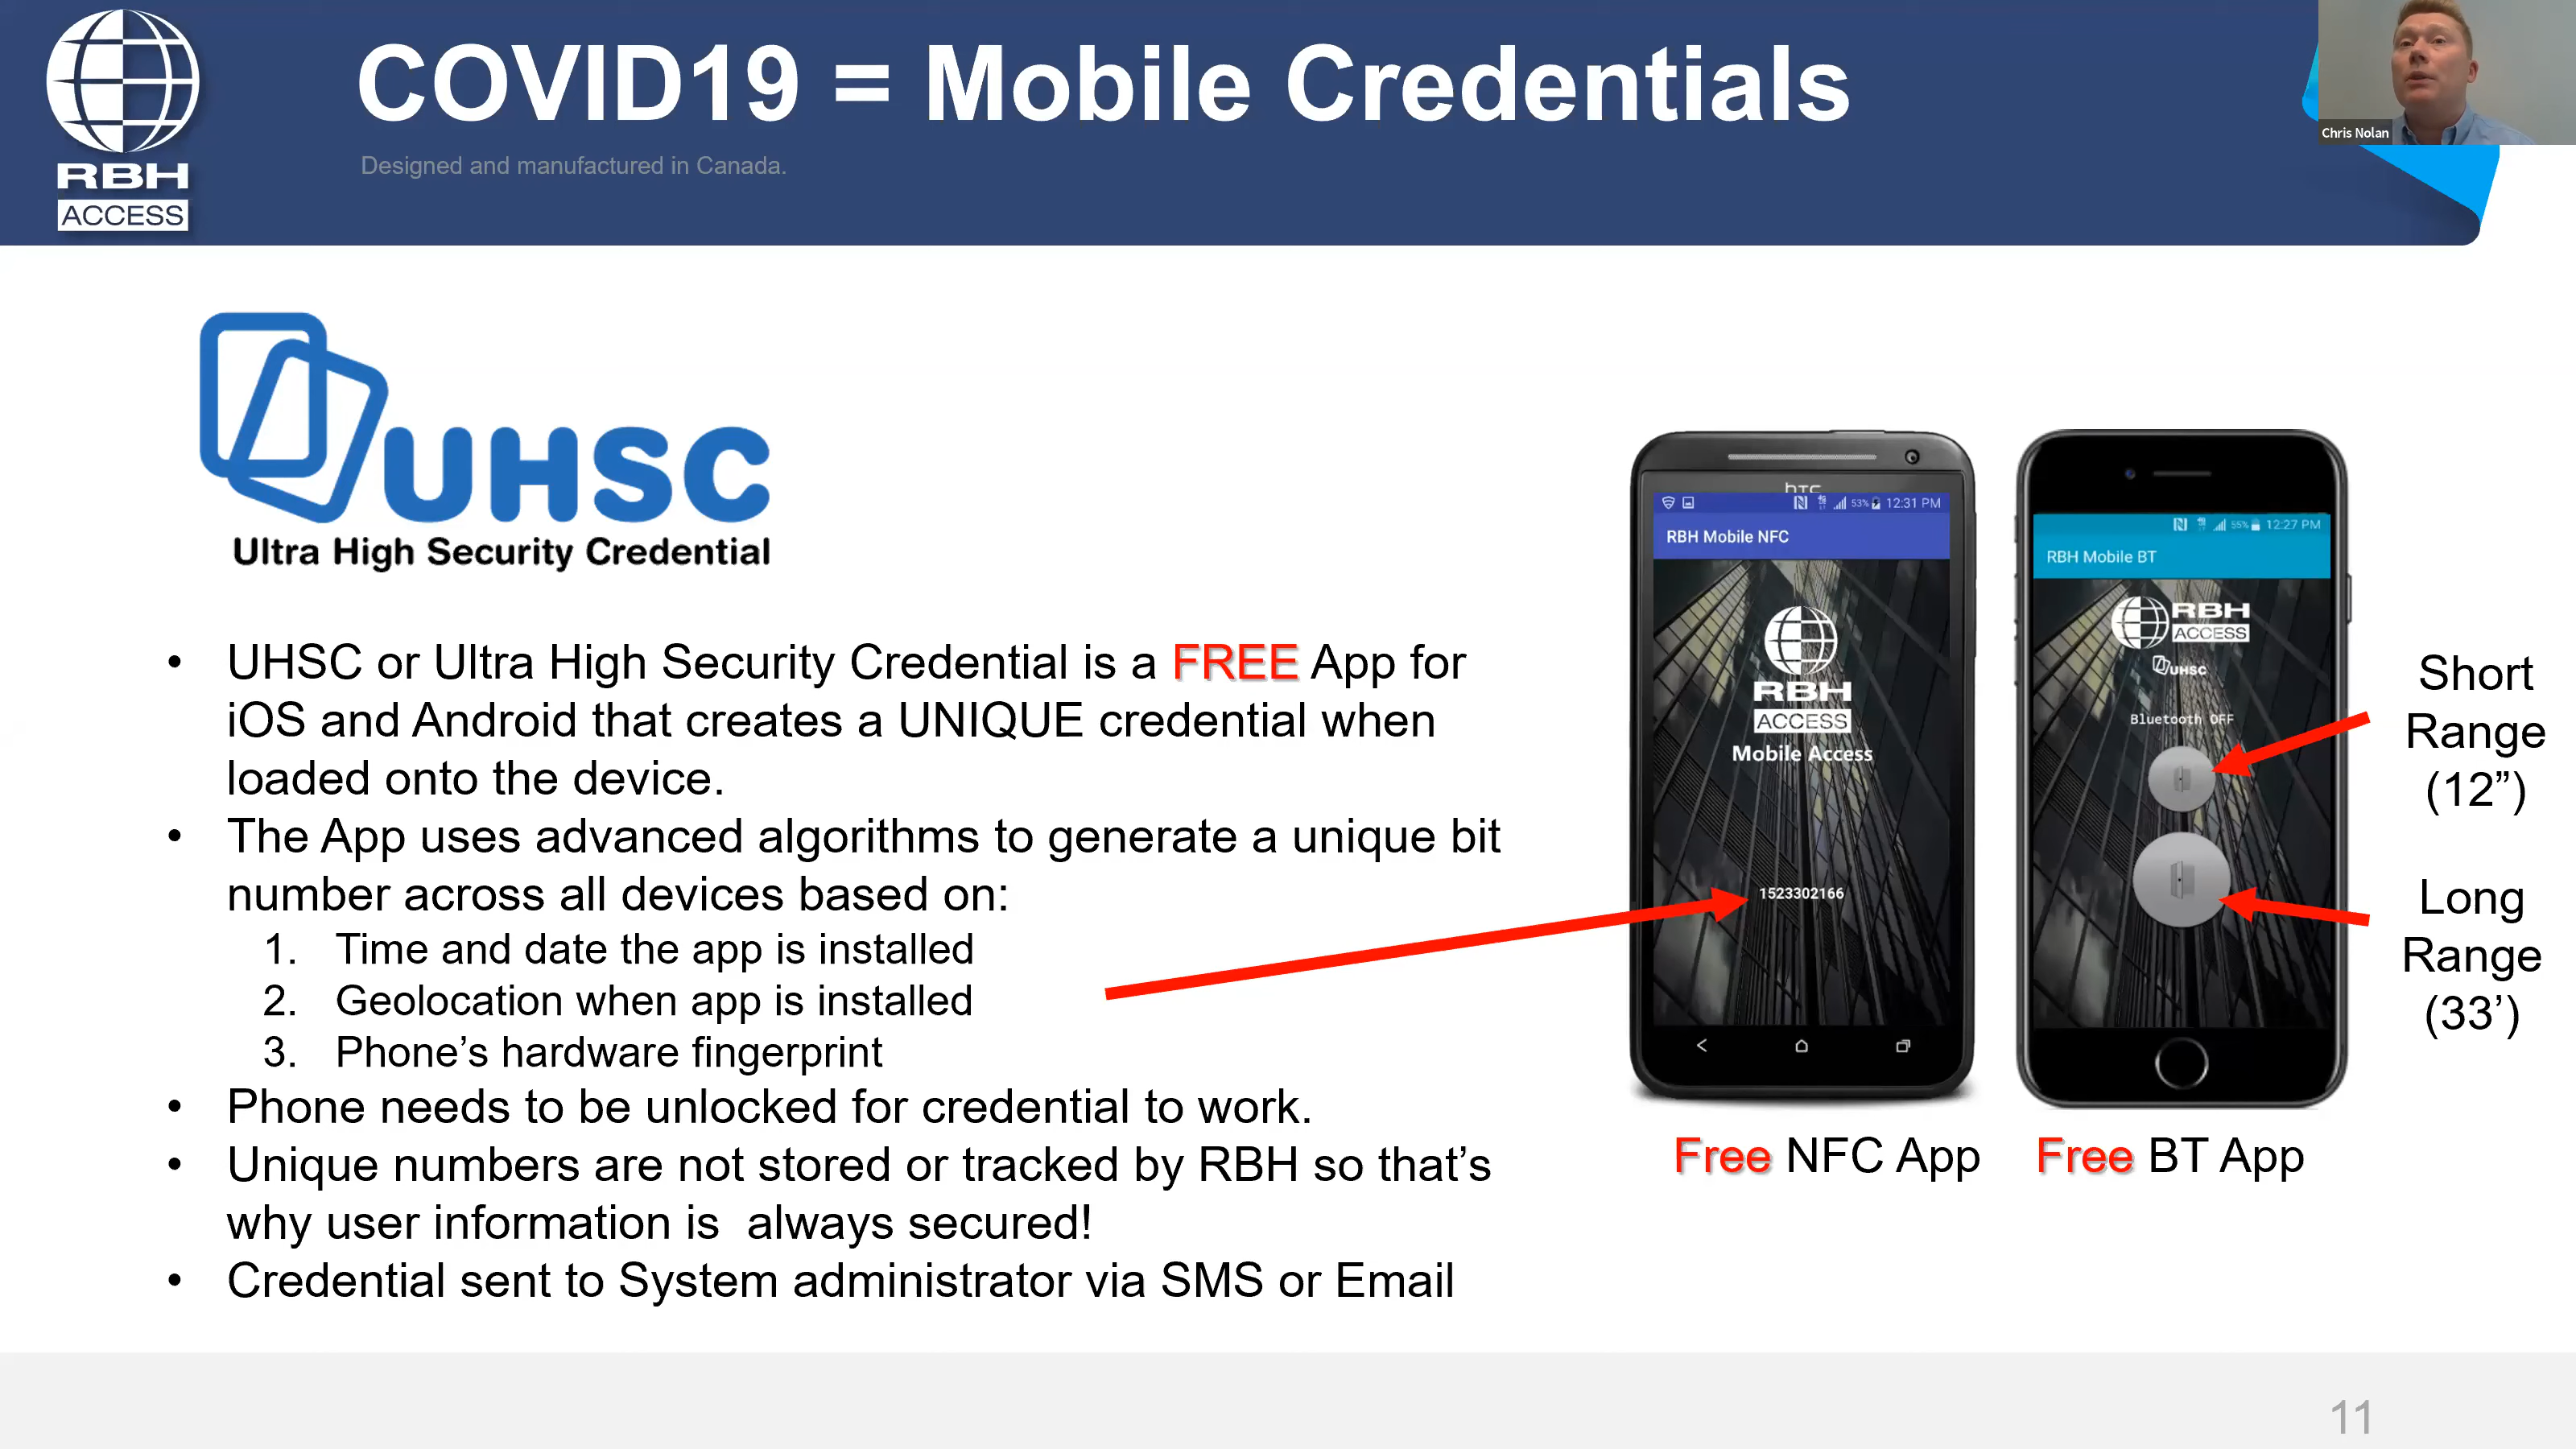 COVID19 = Mobile Credentials
Designed and manufactured in Canada.
RBH
ACCESS
Chris Nolan
UHSC
Ultra High Security Credential
• UHSC or Ultra High Security Credential is a FREE App for
iOS and Android that creates a UNIQUE credential when
loaded onto the device.
• The App uses advanced algorithms to generate a unique bit
number across all devices based on:
1. Time and date the app is installed
2. Geolocation when app is installed
3. Phone’s hardware fingerprint
• Phone needs to be unlocked for credential to work.
• Unique numbers are not stored or tracked by RBH so that’s
why user information is  always secured!
• Credential sent to System administrator via SMS or Email
hTC
53% 12:31 PM
RBH Mobile NFC
RBH
ACCESS
Mobile Access
1523302166
Free NFC App
55% 12:27 PM
RBH Mobile BT
RBH
ACCESS
UHSC
Bluetooth OFF
Free BT App
Short
Range
(12”)
Long
Range
(33’)
11